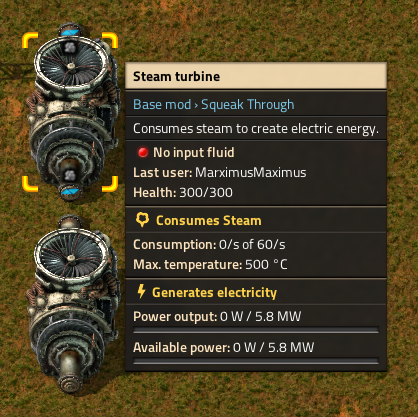 Steam turbine
Base mod › Squeak Through
Consumes steam to create electric energy.
No input fluid
Last user: MarximusMaximus
Health: 300/300
Consumes Steam
Consumption: 0/s of 60/s
Max. temperature: 500 °C
Generates electricity
Power output: 0 W / 5.8 MW
Available power: 0 W / 5.8 MW